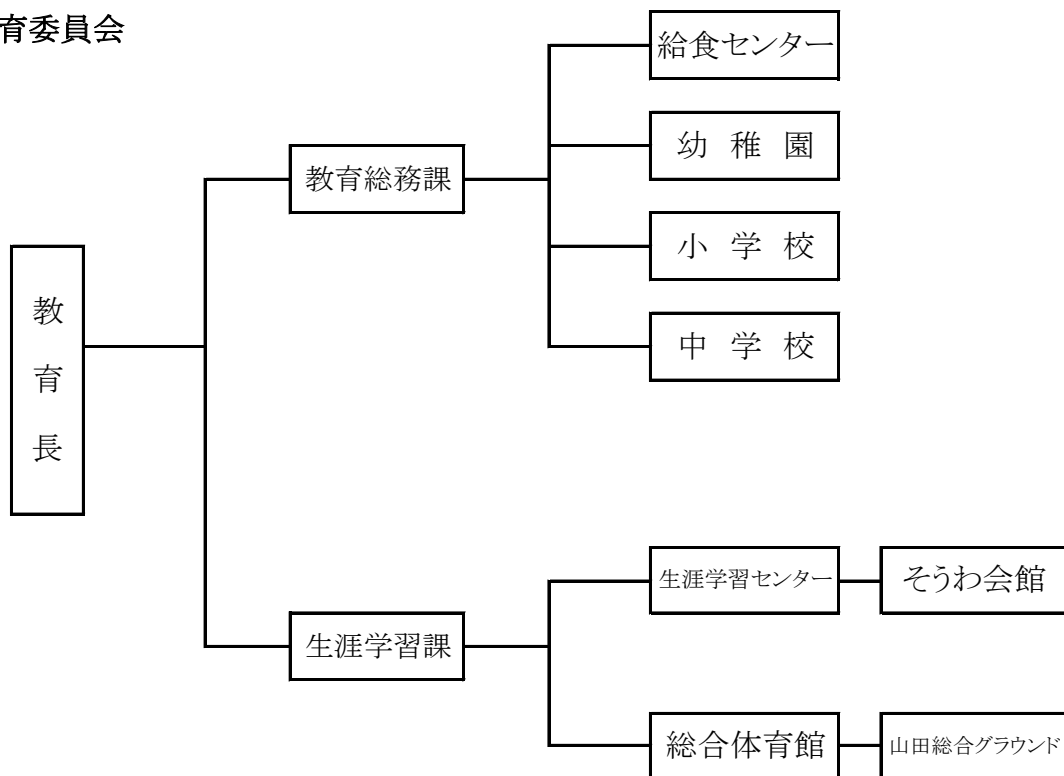 育委員会
給食センター
幼稚園
教育総務課
小学校
教育長
中学校
生涯学習センター
そうわ会館
生涯学習課
総合体育館
山田総合グラウンド